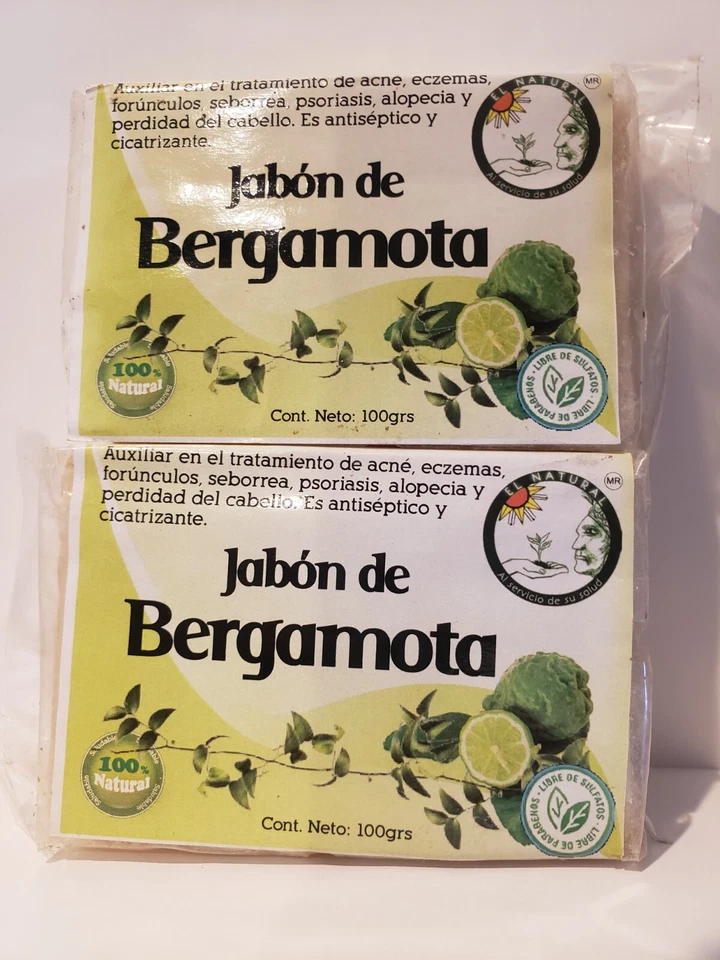 Auxiliar en el tratamiento de acné, eczemas,
forúnculos, seborrea, psoriasis, alopecia y
perdidad del cabello. Es antiséptico y
cicatrizante.
EL NATURAL
MR
Al servicio de su salud
Jabón de
Bergamota
100%
Natural
Saludable
LIBRE DE SULFATOS · LIBRE DE PARABENOS ·
Cont. Neto: 100grs
Auxiliar en el tratamiento de acné, eczemas,
forúnculos, seborrea, psoriasis, alopecia y
perdidad del cabello. Es antiséptico y
cicatrizante.
EL NATURAL
MR
Al servicio de su salud
Jabón de
Bergamota
100%
Natural
Saludable
LIBRE DE SULFATOS · LIBRE DE PARABENOS ·
Cont. Neto: 100grs